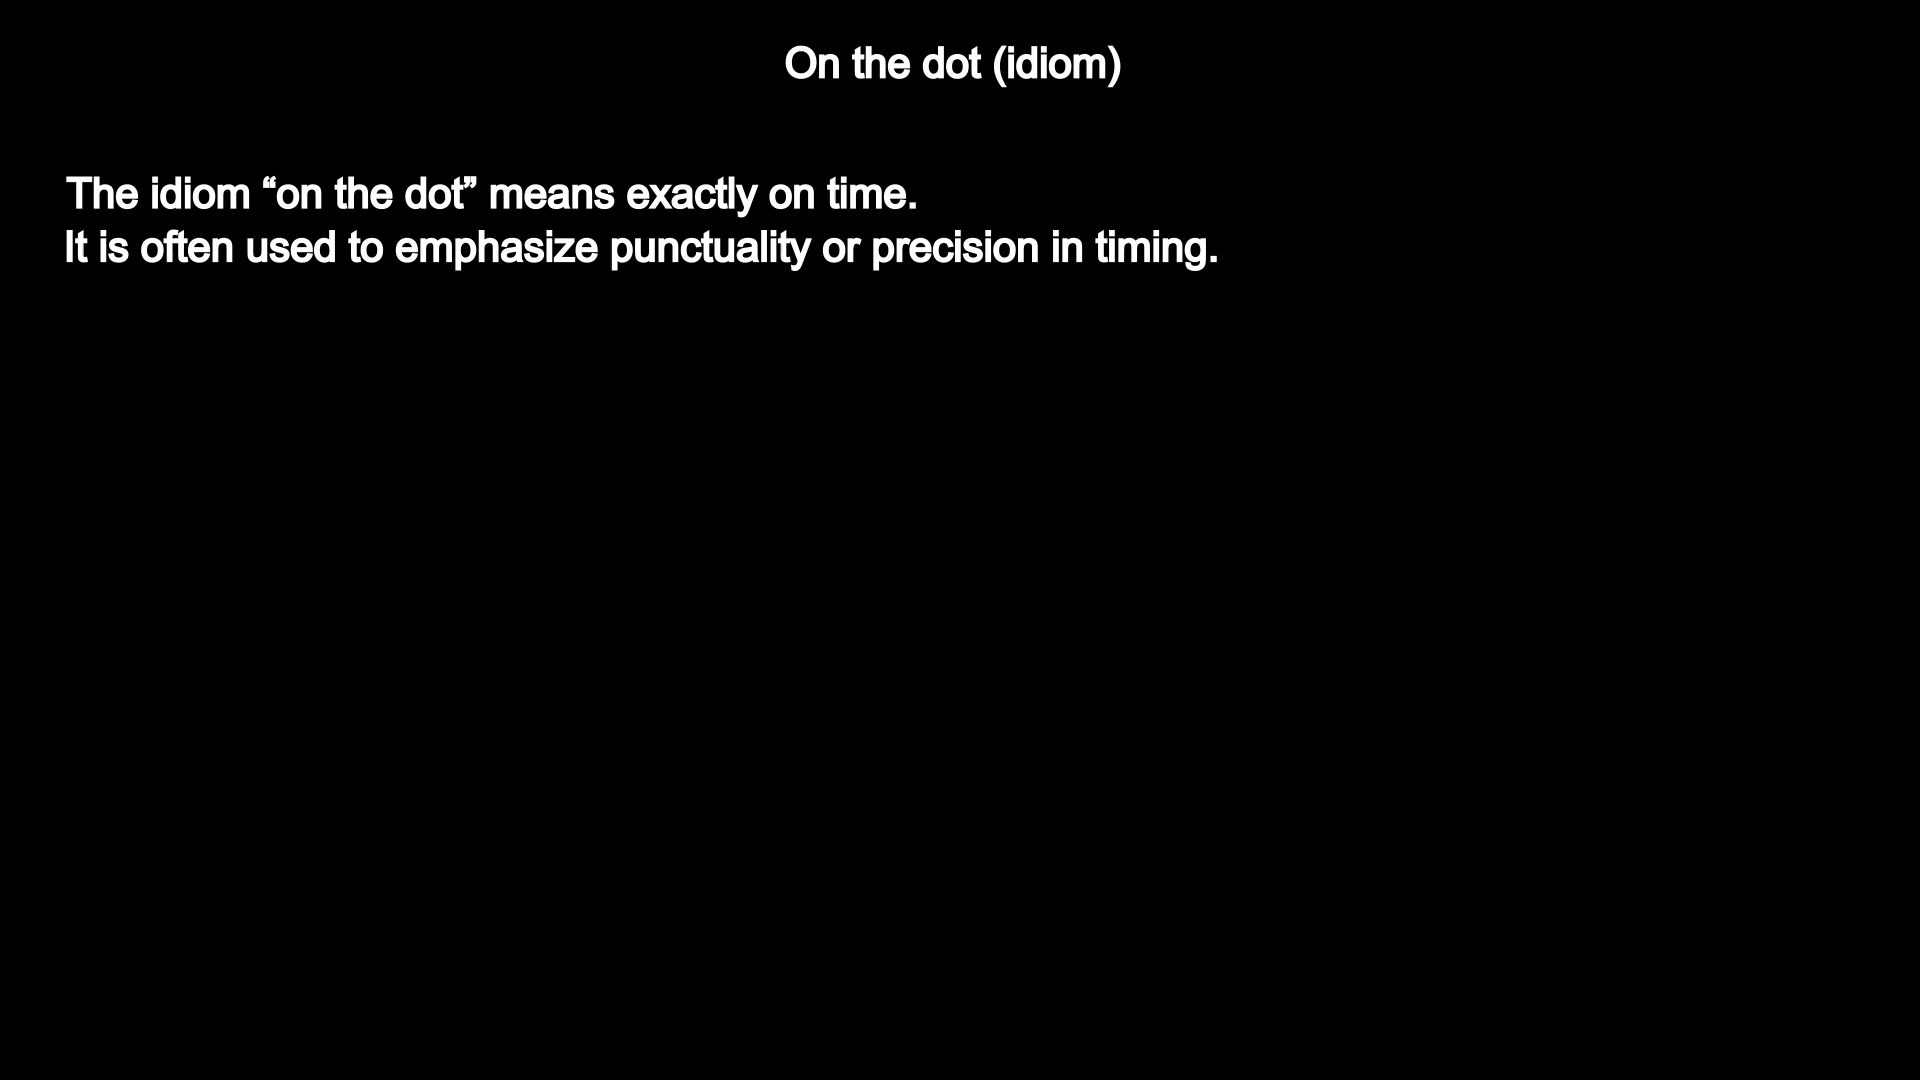 On the dot (idiom)
The idiom “on the dot” means exactly on time.
It is often used to emphasize punctuality or precision in timing.